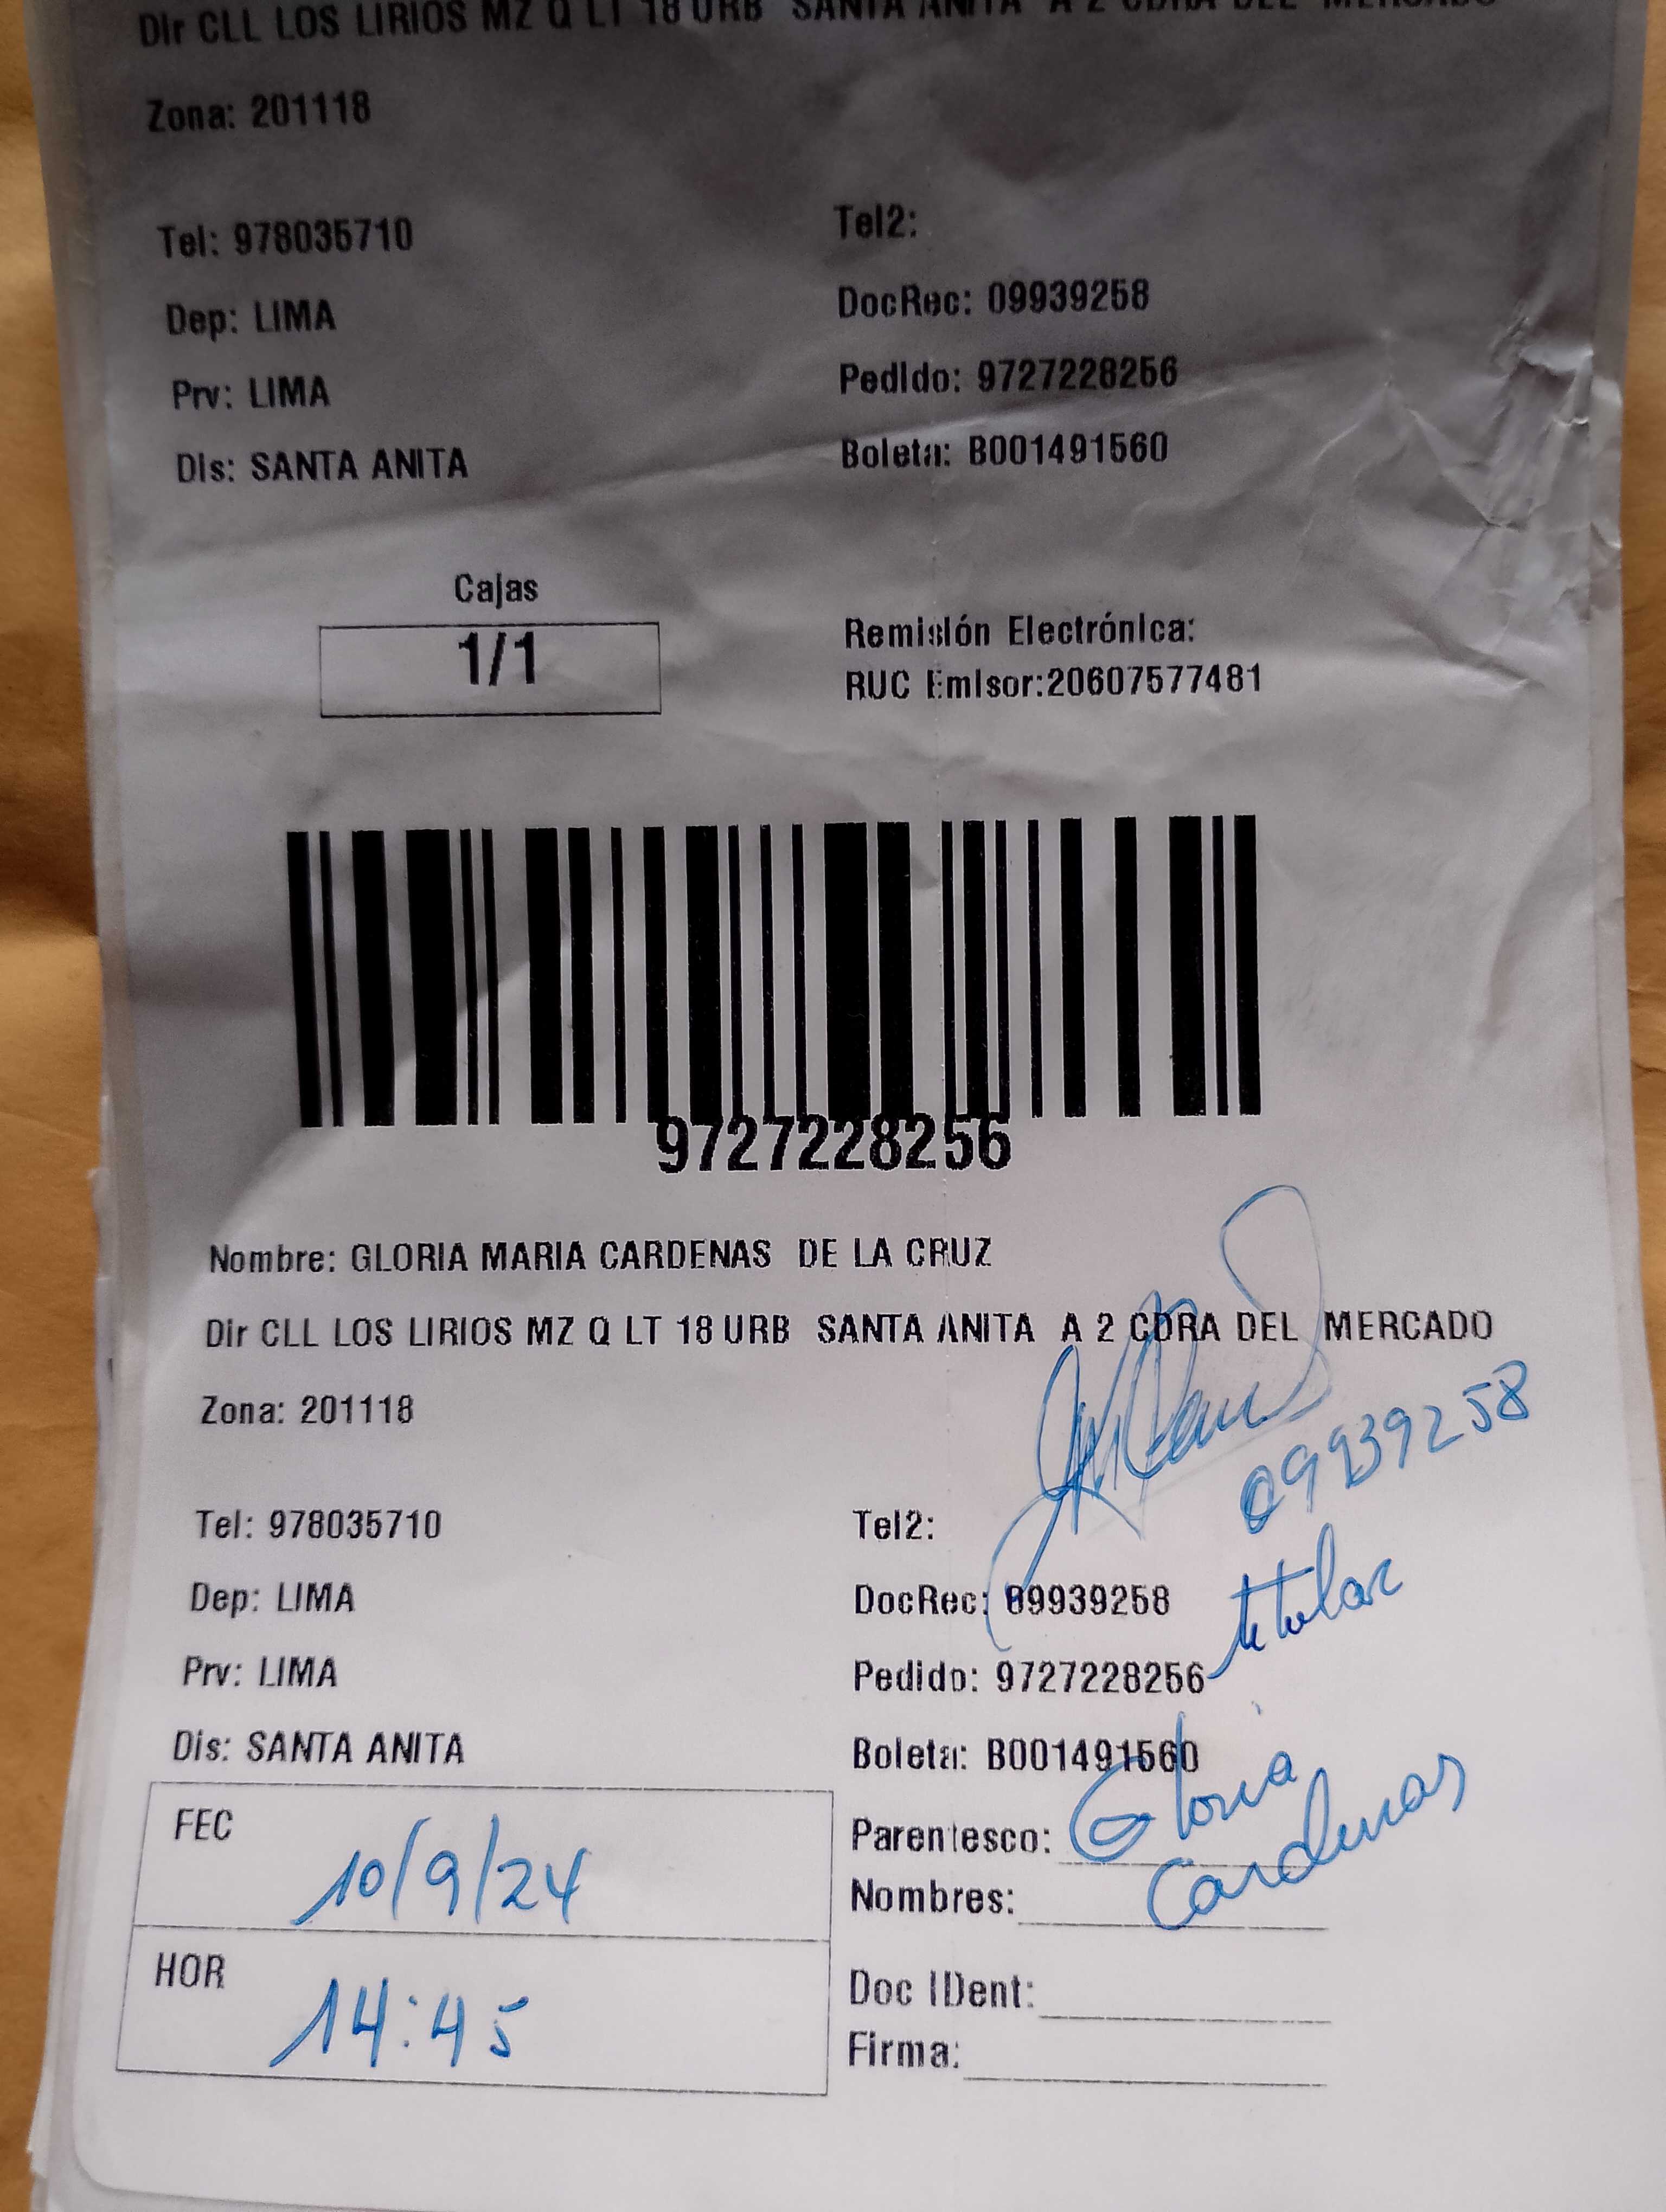 Dir CLL LOS LIRIOS MZ Q LT 18 URB SANTA ANITA A 2 CDRA DEL MERCADO
Zona: 201118
Tel: 978035710 Tel2:
Dep: LIMA DocRec: 09939258
Prv: LIMA Pedido: 9727228256
Dis: SANTA ANITA Boleta: B001491560
Cajas
1/1
Remisión Electrónica:
RUC Emisor:20607577481
9727228256
Nombre: GLORIA MARIA CARDENAS DE LA CRUZ
Dir CLL LOS LIRIOS MZ Q LT 18 URB SANTA ANITA A 2 CDRA DEL MERCADO
Zona: 201118
09939258
Tel: 978035710 Tel2:
Dep: LIMA DocRec: 09939258 titular
Prv: LIMA Pedido: 9727228256
Dis: SANTA ANITA Boleta: B001491560
FEC 10/9/24
Parentesco: Gloria
Nombres: Cardenas
HOR 14:45
Doc IDent:
Firma: